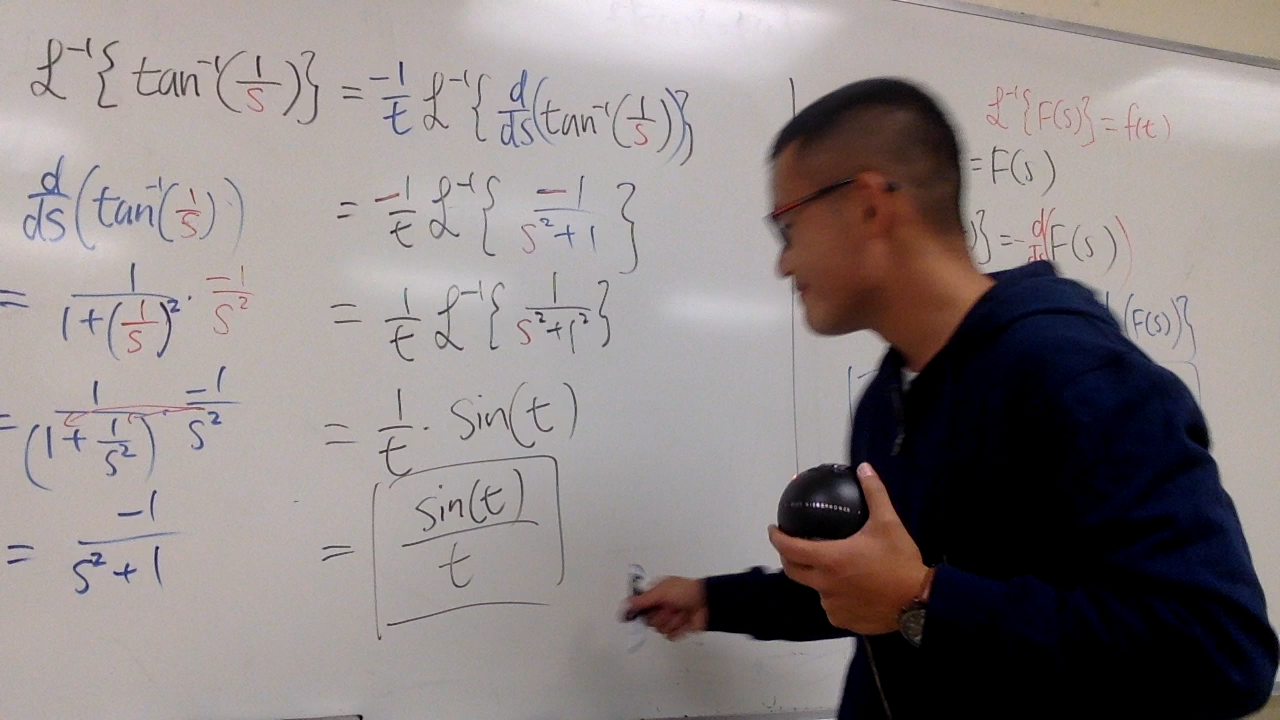 ℒ⁻¹{tan⁻¹(1/s)} = -1/t ℒ⁻¹{d/ds(tan⁻¹(1/s))}
d/ds(tan⁻¹(1/s))
= 1/(1+(1/s)²) · -1/s²
= 1/(1+1/s²) · -1/s²
= -1/(s²+1)
= -1/t ℒ⁻¹{-1/(s²+1)}
= 1/t ℒ⁻¹{1/(s²+1²)}
= 1/t · sin(t)
= sin(t)/t
ℒ⁻¹{F(s)} = f(t)
= F(s)
)} = -d/ds(F(s))
(F(s))}